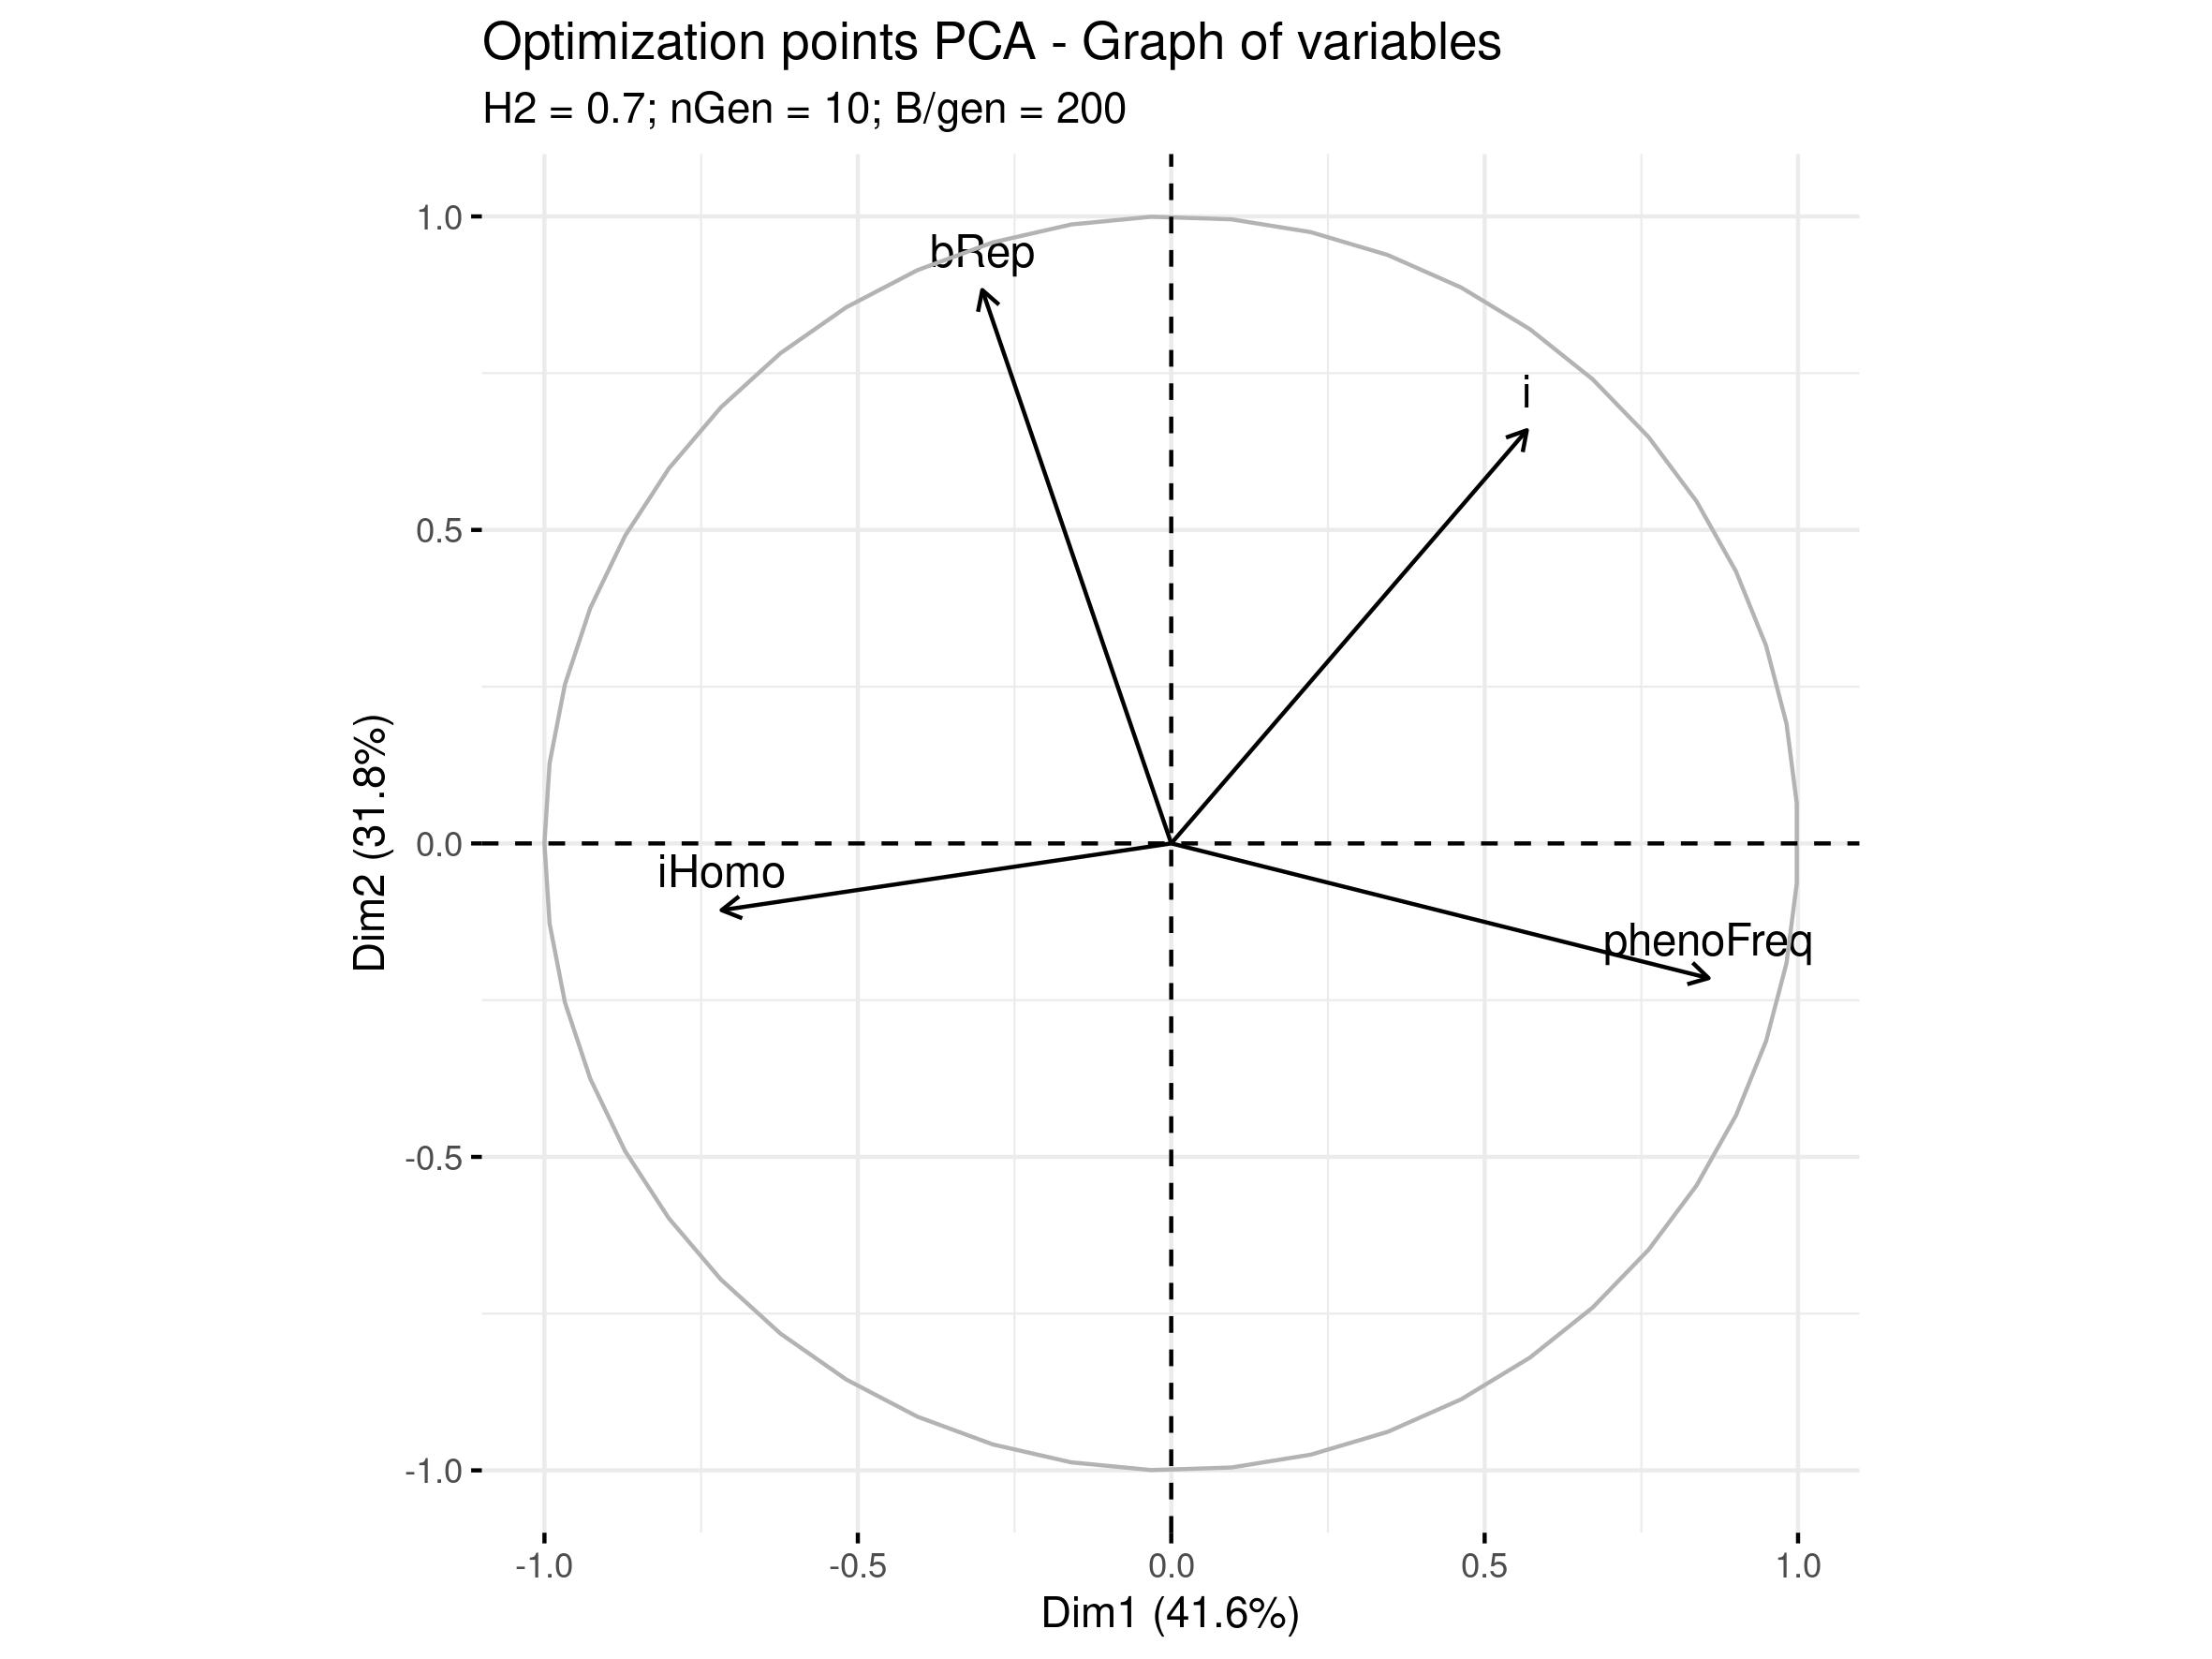 Optimization points PCA - Graph of variables
H2 = 0.7; nGen = 10; B/gen = 200
1.0
bRep
i
0.5
Dim2 (31.8%)
0.0
iHomo
phenoFreq
-0.5
-1.0
-1.0
-0.5
0.0
0.5
1.0
Dim1 (41.6%)